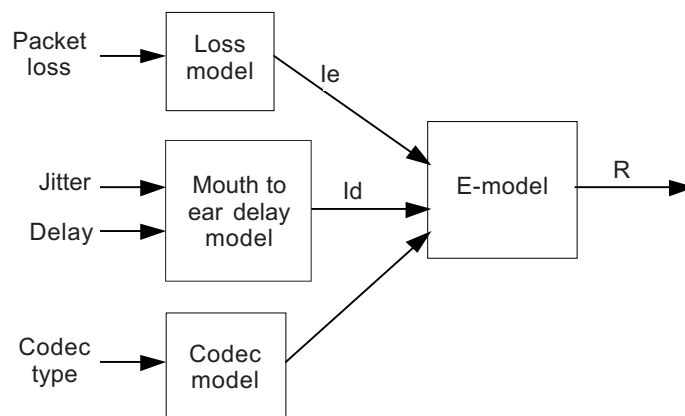 Packet
loss
Loss
model
Ie
Jitter
Delay
Mouth to
ear delay
model
Id
E-model
R
Codec
type
Codec
model